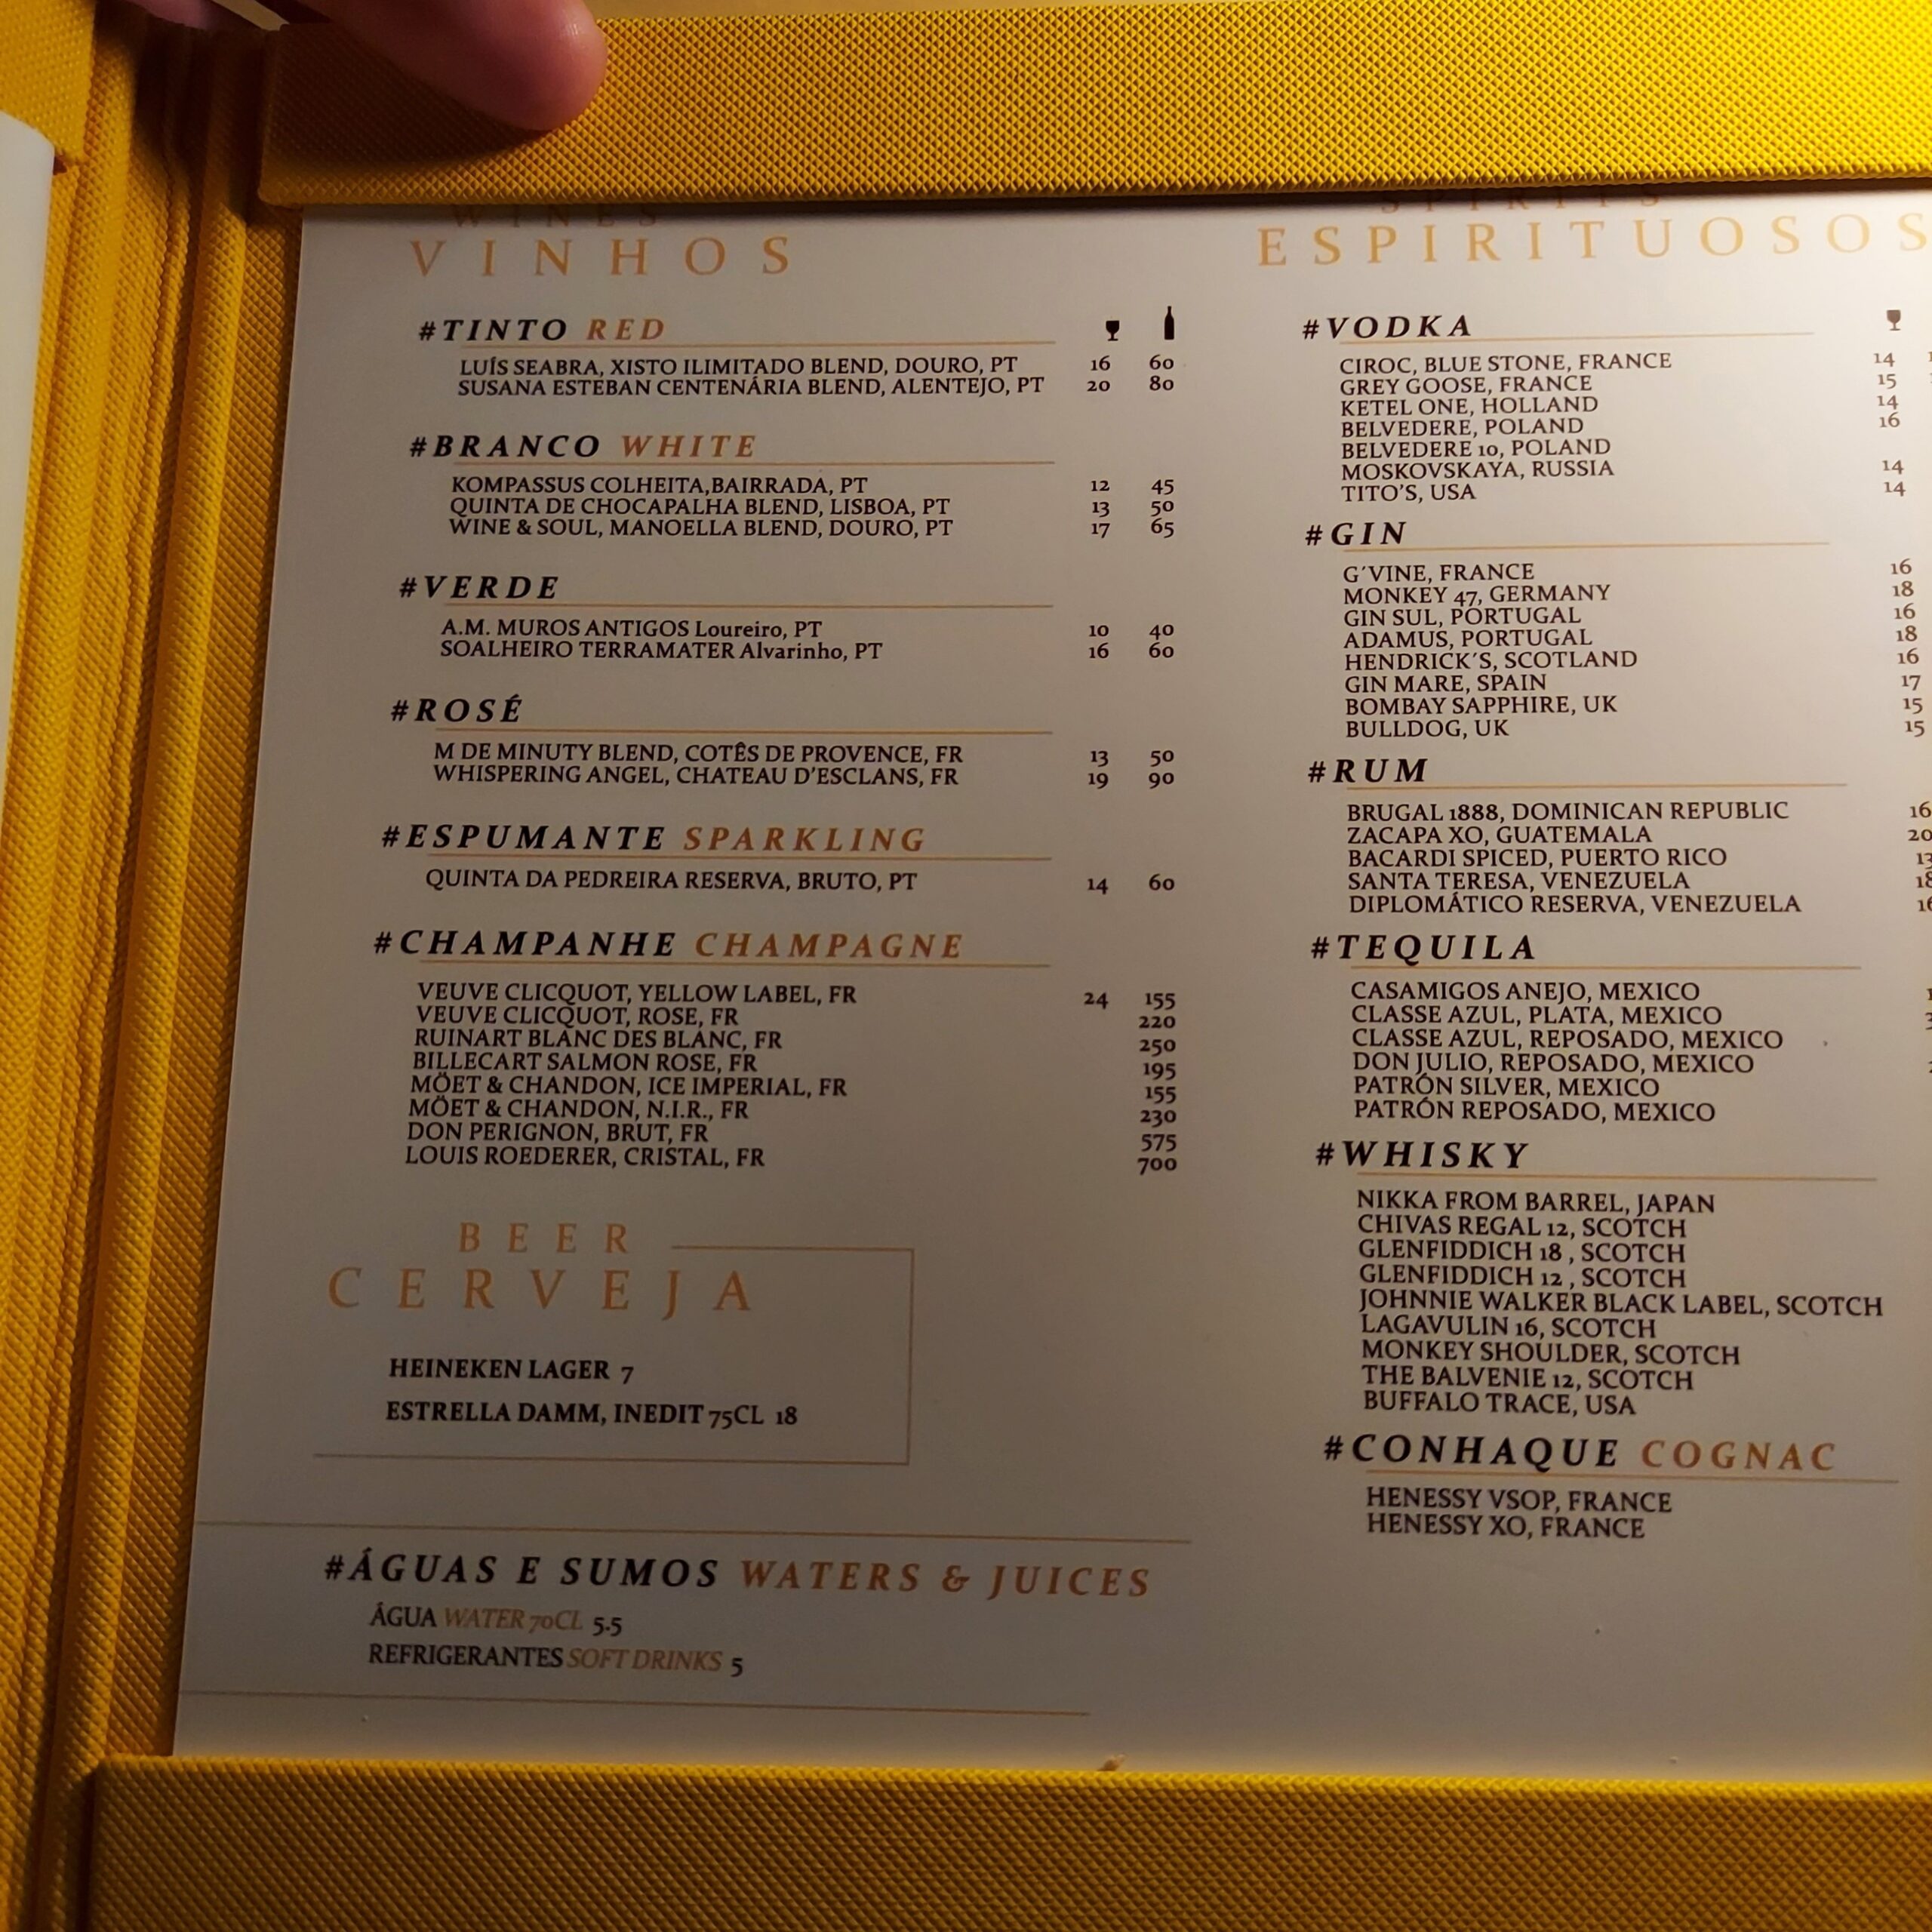 WINES
VINHOS
#TINTO RED
LUÍS SEABRA, XISTO ILIMITADO BLEND, DOURO, PT 16 60
SUSANA ESTEBAN CENTENÁRIA BLEND, ALENTEJO, PT 20 80
#BRANCO WHITE
KOMPASSUS COLHEITA,BAIRRADA, PT 12 45
QUINTA DE CHOCAPALHA BLEND, LISBOA, PT 13 50
WINE & SOUL, MANOELLA BLEND, DOURO, PT 17 65
#VERDE
A.M. MUROS ANTIGOS Loureiro, PT 10 40
SOALHEIRO TERRAMATER Alvarinho, PT 16 60
#ROSÉ
M DE MINUTY BLEND, COTÊS DE PROVENCE, FR 13 50
WHISPERING ANGEL, CHATEAU D'ESCLANS, FR 19 90
#ESPUMANTE SPARKLING
QUINTA DA PEDREIRA RESERVA, BRUTO, PT 14 60
#CHAMPANHE CHAMPAGNE
VEUVE CLICQUOT, YELLOW LABEL, FR 24 155
VEUVE CLICQUOT, ROSE, FR 220
RUINART BLANC DES BLANC, FR 250
BILLECART SALMON ROSE, FR 195
MÖET & CHANDON, ICE IMPERIAL, FR 155
MÖET & CHANDON, N.I.R., FR 230
DON PERIGNON, BRUT, FR 575
LOUIS ROEDERER, CRISTAL, FR 700
BEER
CERVEJA
HEINEKEN LAGER 7
ESTRELLA DAMM, INEDIT 75CL 18
#ÁGUAS E SUMOS WATERS & JUICES
ÁGUA WATER 70CL 5.5
REFRIGERANTES SOFT DRINKS 5
SPIRITS
ESPIRITUOSOS
#VODKA
CIROC, BLUE STONE, FRANCE 14
GREY GOOSE, FRANCE 15
KETEL ONE, HOLLAND 14
BELVEDERE, POLAND 16
BELVEDERE 10, POLAND
MOSKOVSKAYA, RUSSIA 14
TITO'S, USA 14
#GIN
G´VINE, FRANCE 16
MONKEY 47, GERMANY 18
GIN SUL, PORTUGAL 16
ADAMUS, PORTUGAL 18
HENDRICK´S, SCOTLAND 16
GIN MARE, SPAIN 17
BOMBAY SAPPHIRE, UK 15
BULLDOG, UK 15
#RUM
BRUGAL 1888, DOMINICAN REPUBLIC 16
ZACAPA XO, GUATEMALA 20
BACARDI SPICED, PUERTO RICO 13
SANTA TERESA, VENEZUELA 18
DIPLOMÁTICO RESERVA, VENEZUELA 16
#TEQUILA
CASAMIGOS ANEJO, MEXICO
CLASSE AZUL, PLATA, MEXICO
CLASSE AZUL, REPOSADO, MEXICO
DON JULIO, REPOSADO, MEXICO
PATRÓN SILVER, MEXICO
PATRÓN REPOSADO, MEXICO
#WHISKY
NIKKA FROM BARREL, JAPAN
CHIVAS REGAL 12, SCOTCH
GLENFIDDICH 18 , SCOTCH
GLENFIDDICH 12 , SCOTCH
JOHNNIE WALKER BLACK LABEL, SCOTCH
LAGAVULIN 16, SCOTCH
MONKEY SHOULDER, SCOTCH
THE BALVENIE 12, SCOTCH
BUFFALO TRACE, USA
#CONHAQUE COGNAC
HENESSY VSOP, FRANCE
HENESSY XO, FRANCE